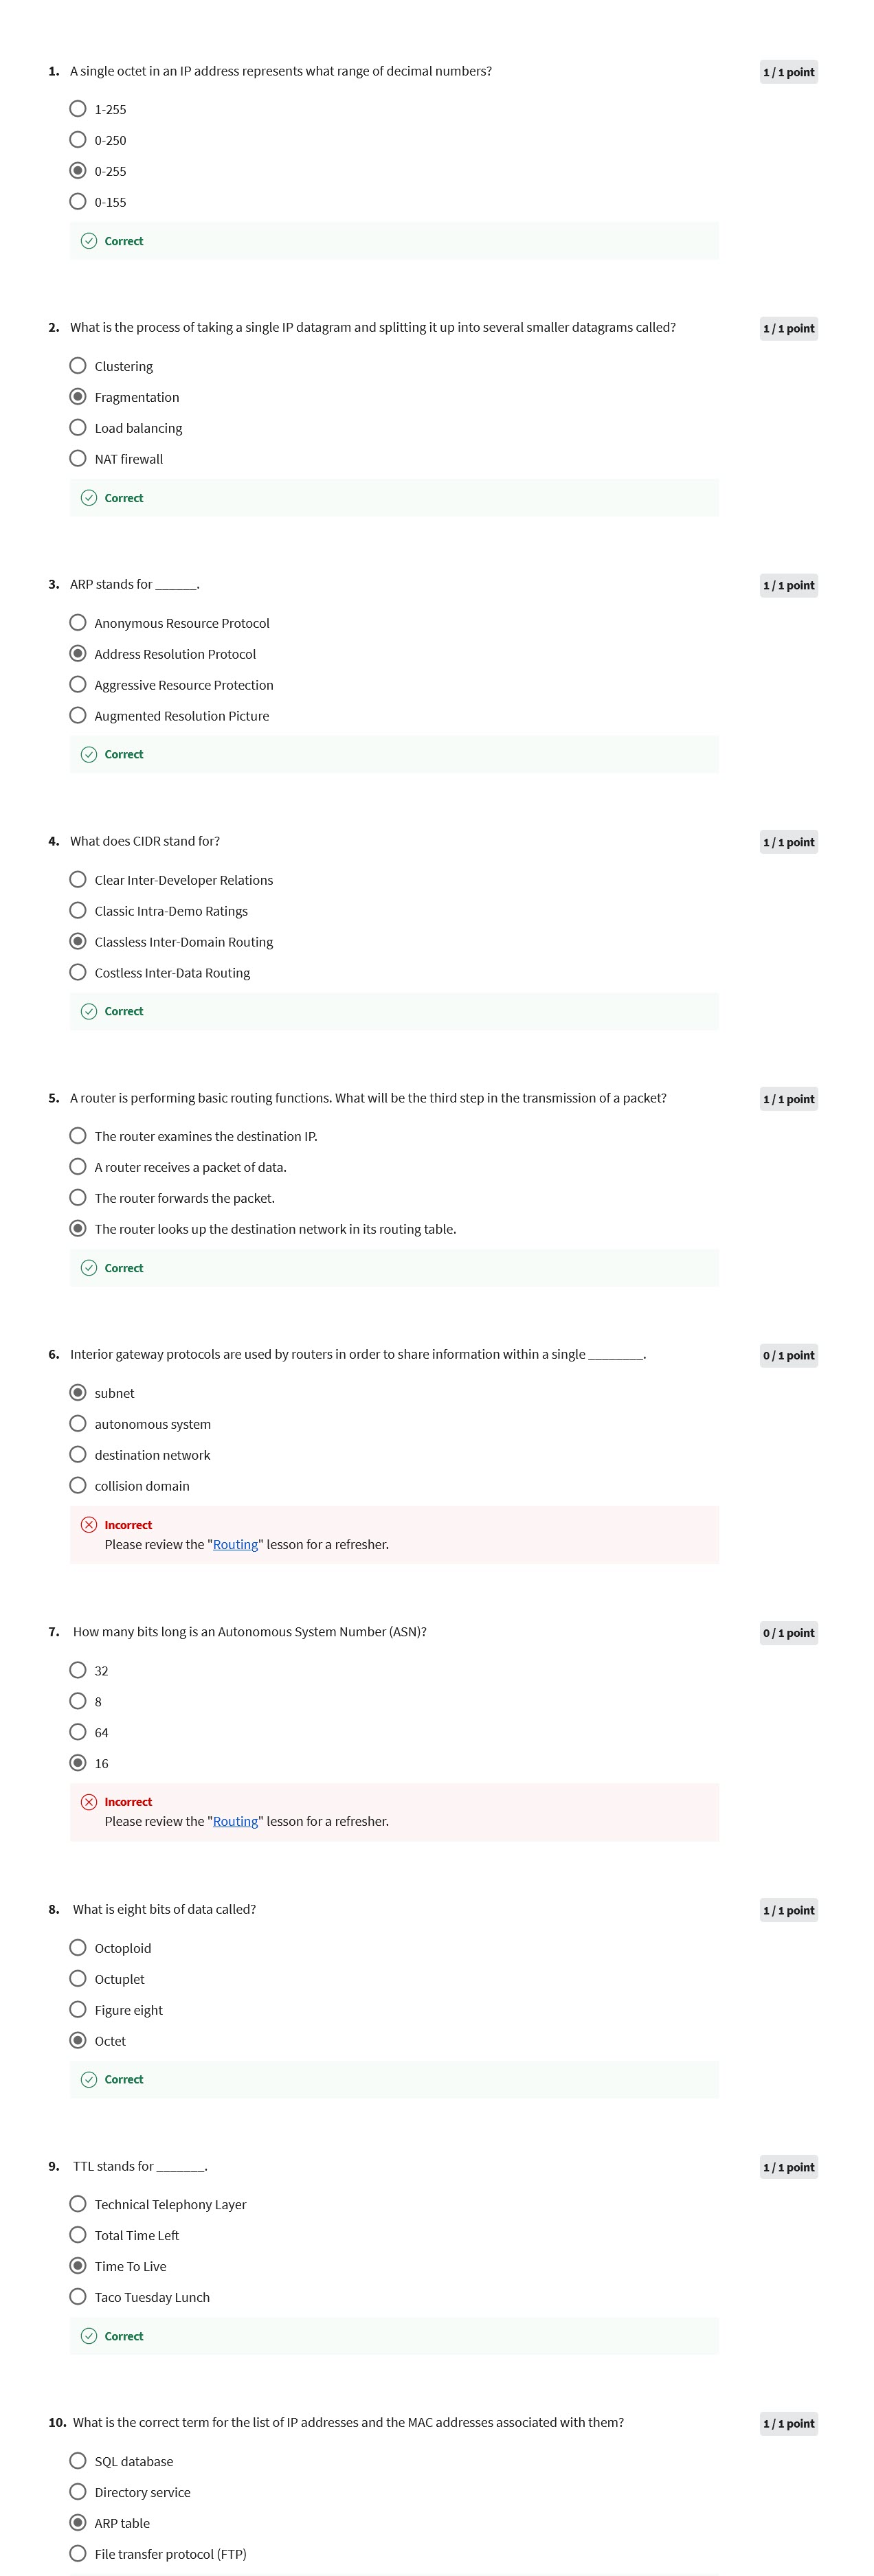 1. A single octet in an IP address represents what range of decimal numbers? 1 / 1 point
1-255
0-250
0-255
0-155
Correct
2. What is the process of taking a single IP datagram and splitting it up into several smaller datagrams called? 1 / 1 point
Clustering
Fragmentation
Load balancing
NAT firewall
Correct
3. ARP stands for ______. 1 / 1 point
Anonymous Resource Protocol
Address Resolution Protocol
Aggressive Resource Protection
Augmented Resolution Picture
Correct
4. What does CIDR stand for? 1 / 1 point
Clear Inter-Developer Relations
Classic Intra-Demo Ratings
Classless Inter-Domain Routing
Costless Inter-Data Routing
Correct
5. A router is performing basic routing functions. What will be the third step in the transmission of a packet? 1 / 1 point
The router examines the destination IP.
A router receives a packet of data.
The router forwards the packet.
The router looks up the destination network in its routing table.
Correct
6. Interior gateway protocols are used by routers in order to share information within a single ________. 0 / 1 point
subnet
autonomous system
destination network
collision domain
Incorrect
Please review the "Routing" lesson for a refresher.
7. How many bits long is an Autonomous System Number (ASN)? 0 / 1 point
32
8
64
16
Incorrect
Please review the "Routing" lesson for a refresher.
8. What is eight bits of data called? 1 / 1 point
Octoploid
Octuplet
Figure eight
Octet
Correct
9. TTL stands for _______. 1 / 1 point
Technical Telephony Layer
Total Time Left
Time To Live
Taco Tuesday Lunch
Correct
10. What is the correct term for the list of IP addresses and the MAC addresses associated with them? 1 / 1 point
SQL database
Directory service
ARP table
File transfer protocol (FTP)